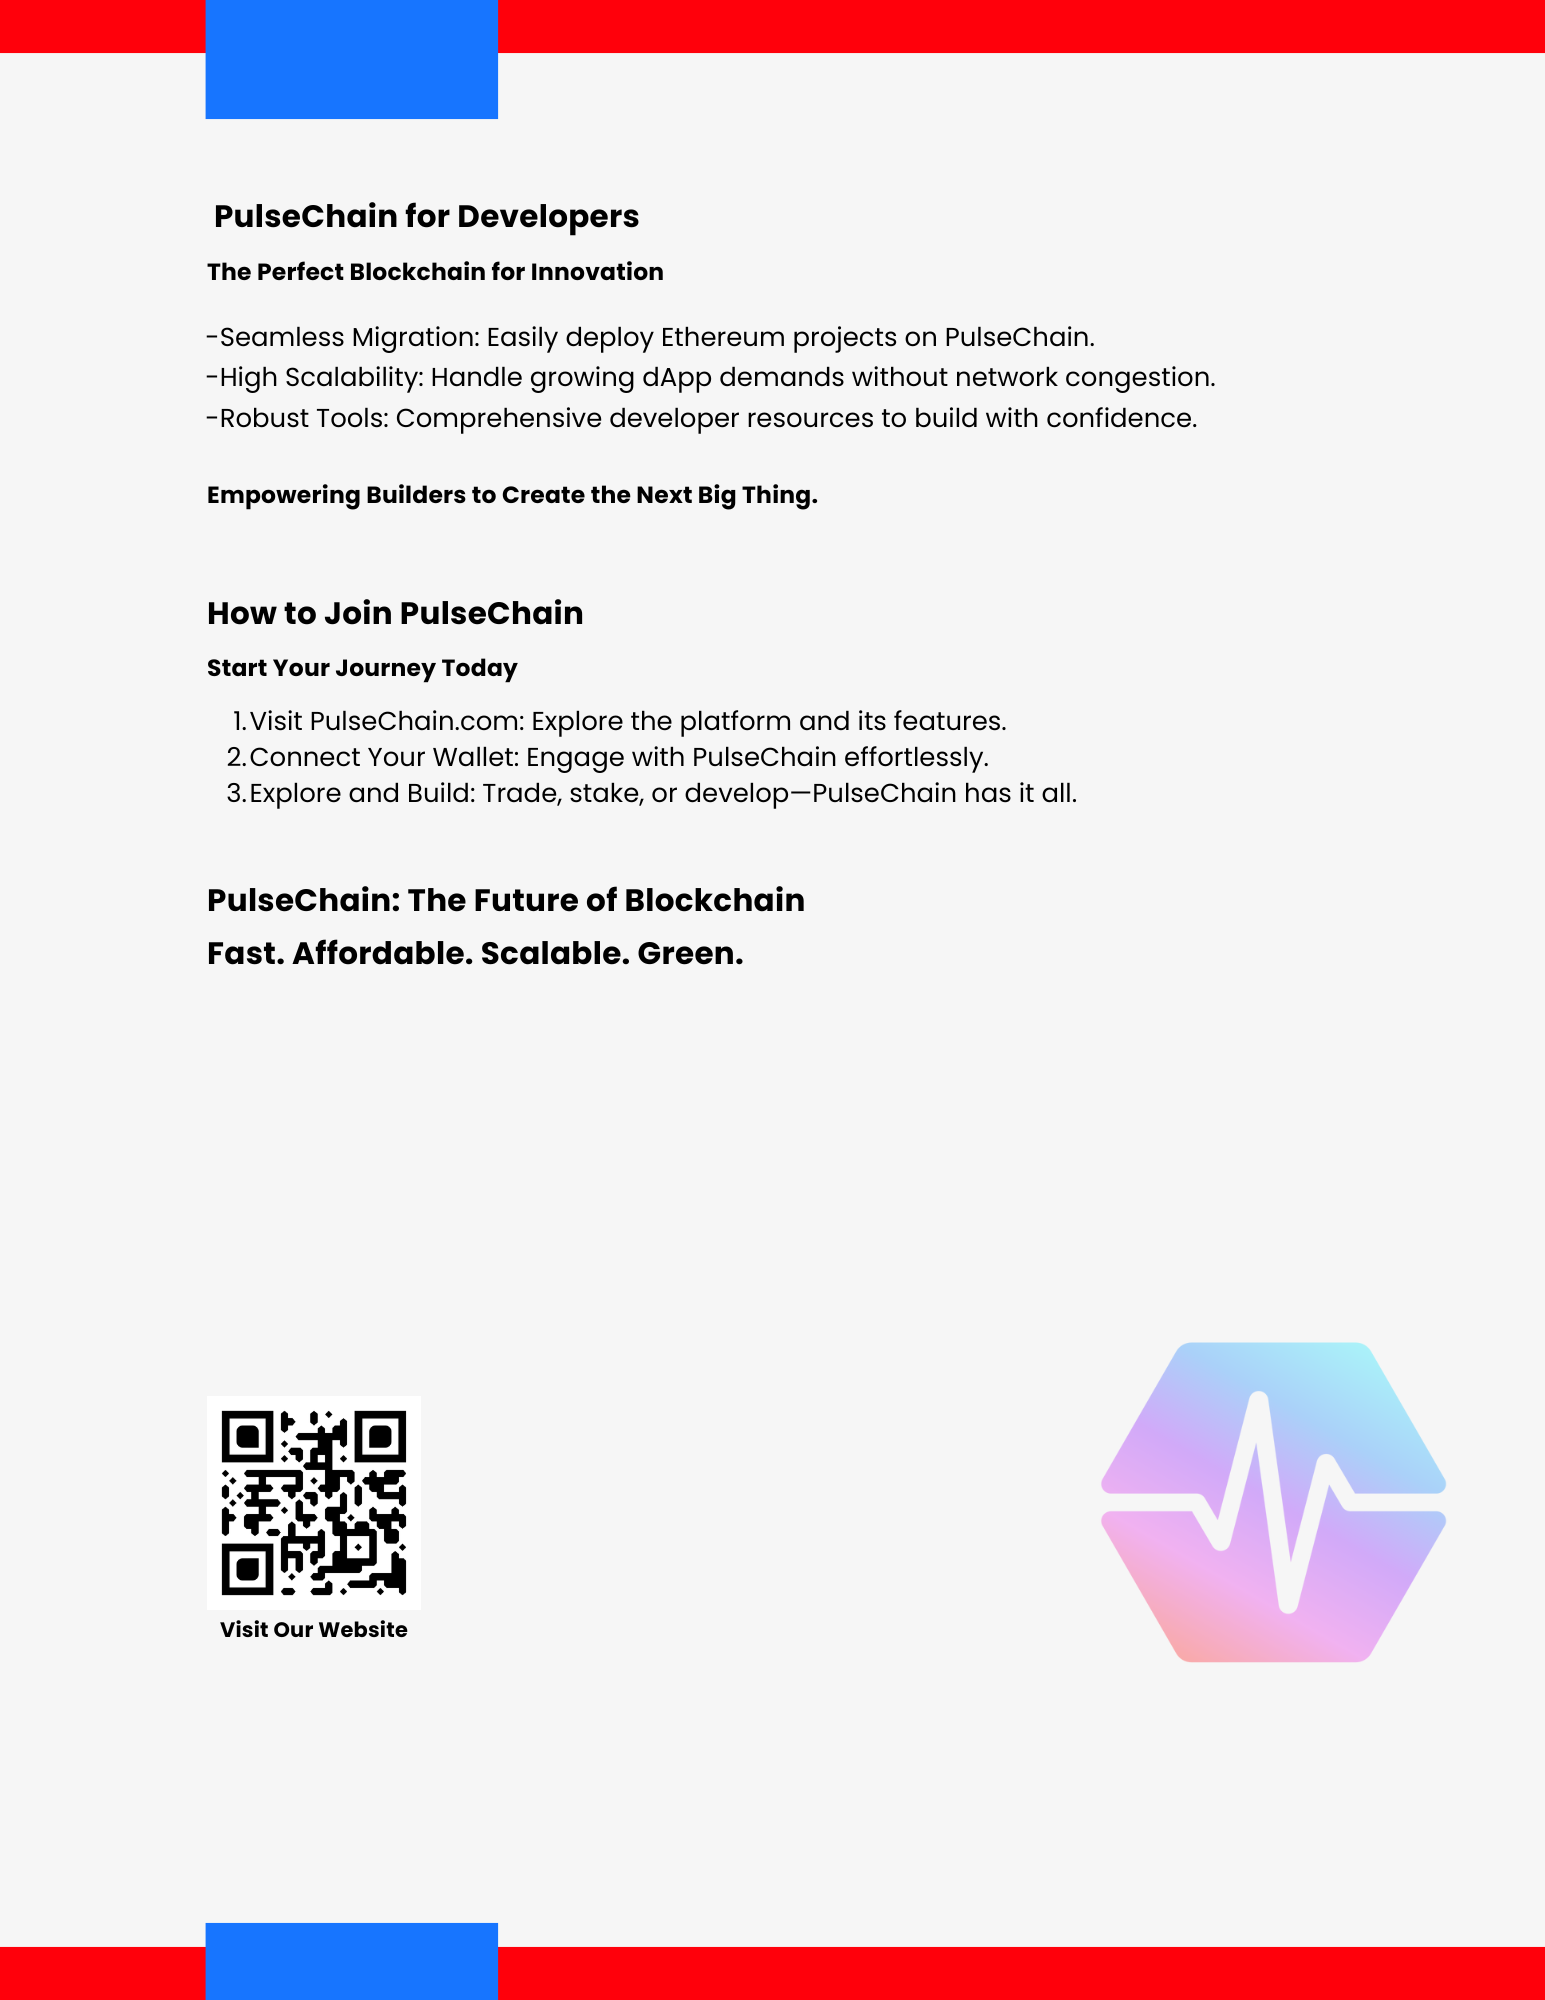 PulseChain for Developers
The Perfect Blockchain for Innovation
-Seamless Migration: Easily deploy Ethereum projects on PulseChain.
-High Scalability: Handle growing dApp demands without network congestion.
-Robust Tools: Comprehensive developer resources to build with confidence.
Empowering Builders to Create the Next Big Thing.
How to Join PulseChain
Start Your Journey Today
1. Visit PulseChain.com: Explore the platform and its features.
2. Connect Your Wallet: Engage with PulseChain effortlessly.
3. Explore and Build: Trade, stake, or develop—PulseChain has it all.
PulseChain: The Future of Blockchain
Fast. Affordable. Scalable. Green.
Visit Our Website